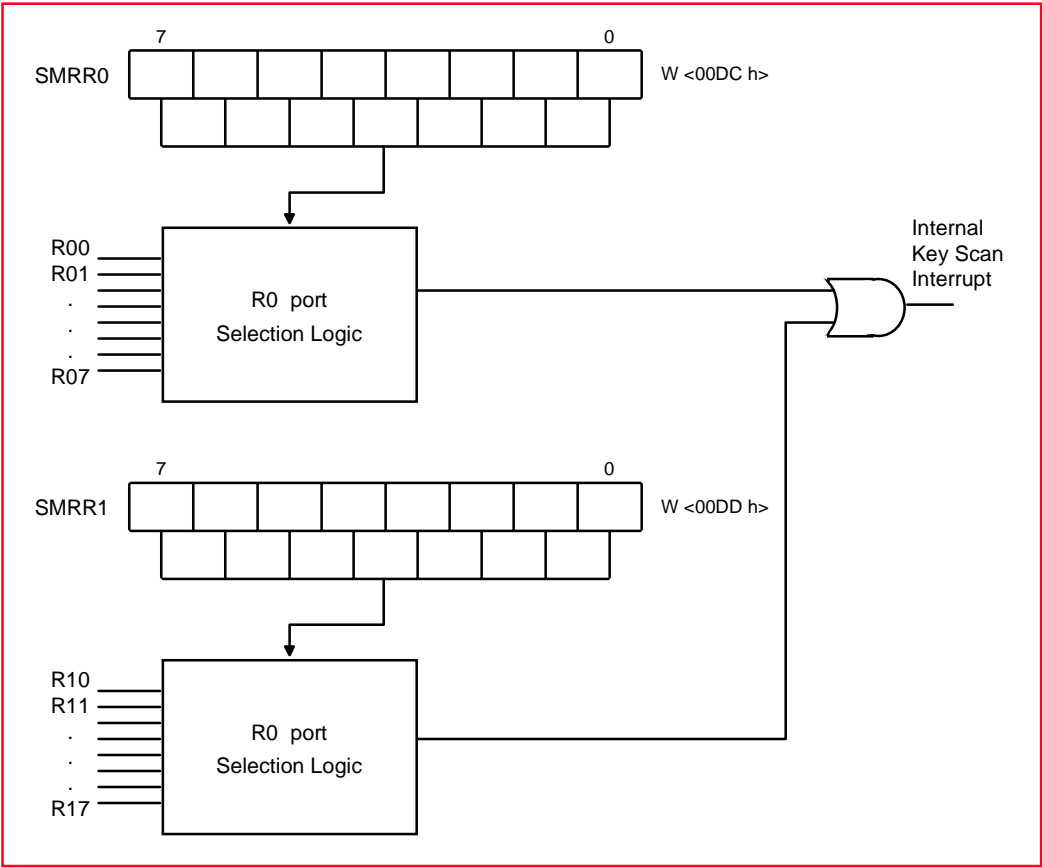 7 0
SMRR0
W <00DC h>
Internal
Key Scan
Interrupt
R00
R01
.
.
.
R07
R0 port
Selection Logic
7 0
SMRR1
W <00DD h>
R10
R11
.
.
.
R17
R0 port
Selection Logic